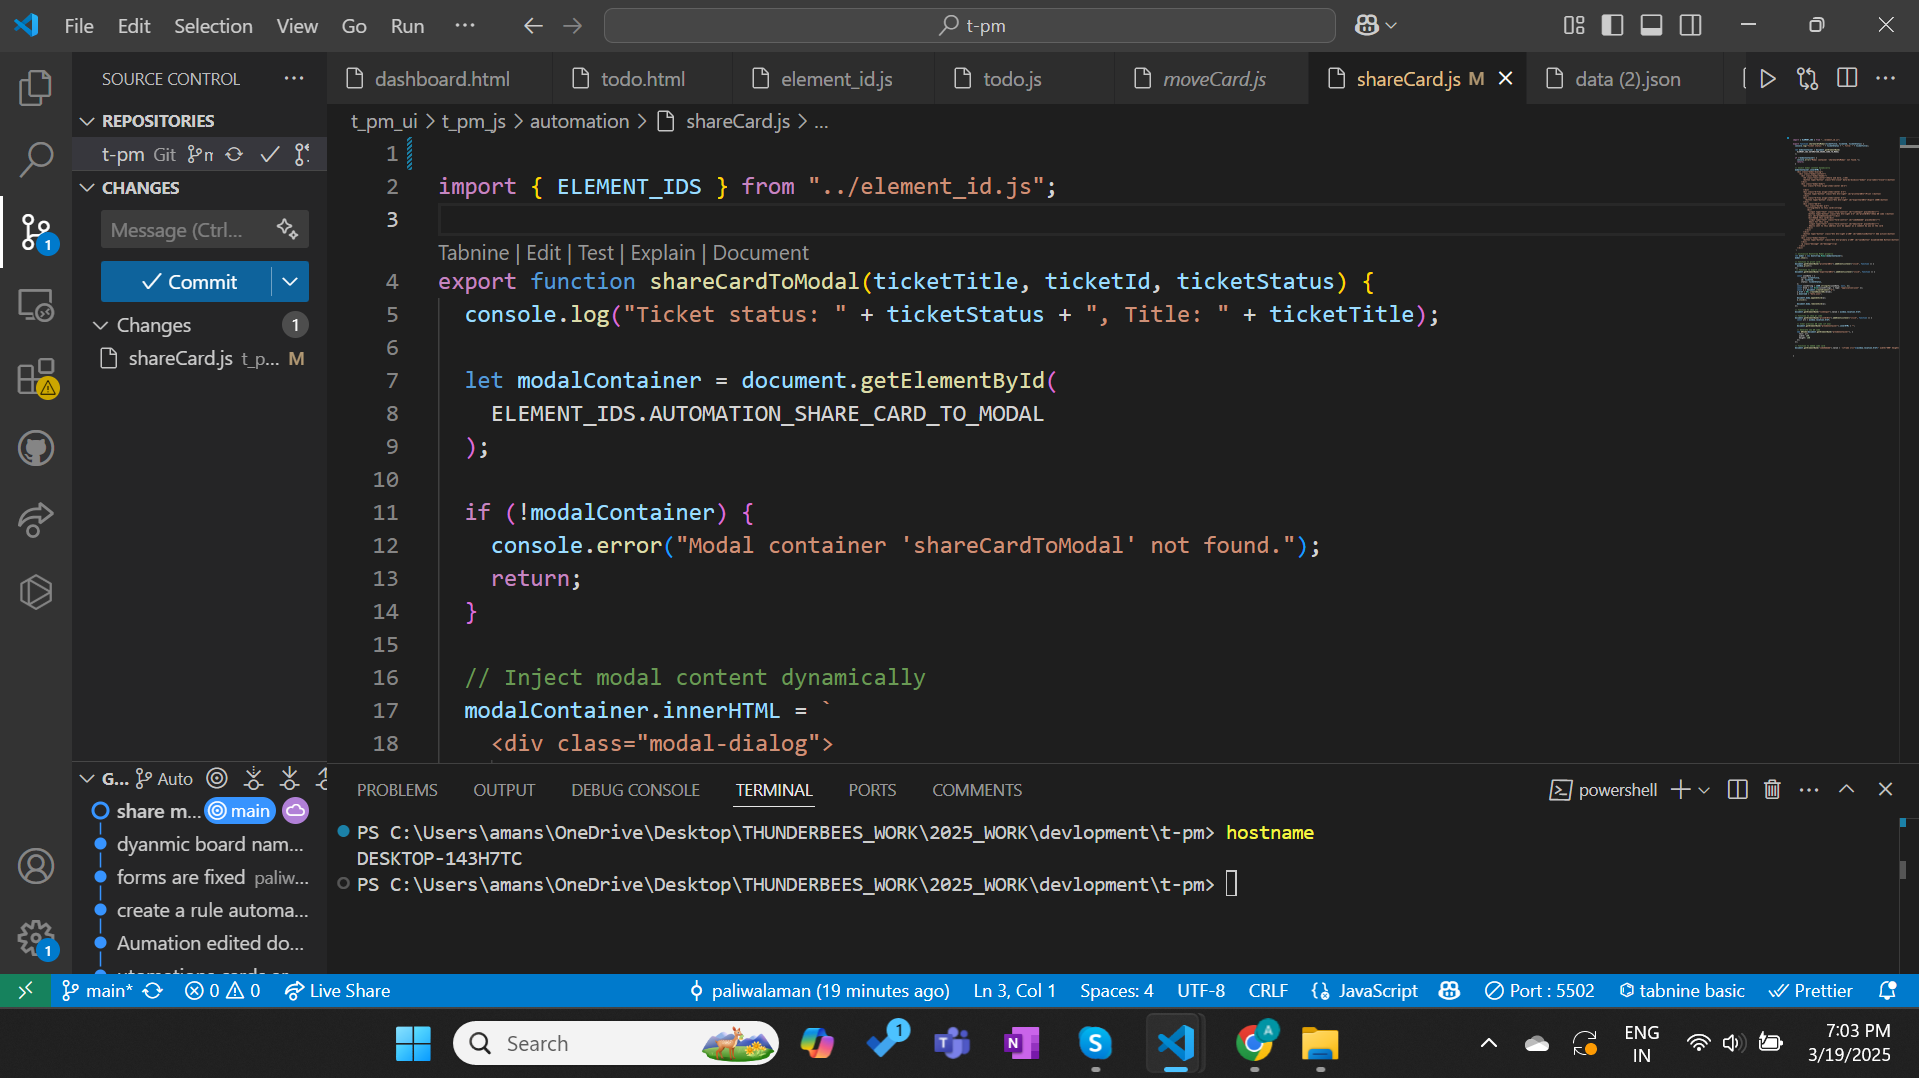 File Edit Selection View Go Run ··· t-pm
SOURCE CONTROL ···
dashboard.html todo.html element_id.js todo.js moveCard.js shareCard.js M data (2).json
REPOSITORIES
t-pm Git
CHANGES
Message (Ctrl...
1
Commit
Changes 1
shareCard.js t_p... M
t_pm_ui > t_pm_js > automation > shareCard.js > ...
1
2 import { ELEMENT_IDS } from "../element_id.js";
3
Tabnine | Edit | Test | Explain | Document
4 export function shareCardToModal(ticketTitle, ticketId, ticketStatus) {
5 console.log("Ticket status: " + ticketStatus + ", Title: " + ticketTitle);
6
7 let modalContainer = document.getElementById(
8 ELEMENT_IDS.AUTOMATION_SHARE_CARD_TO_MODAL
9 );
10
11 if (!modalContainer) {
12 console.error("Modal container 'shareCardToModal' not found.");
13 return;
14 }
15
16 // Inject modal content dynamically
17 modalContainer.innerHTML = `
18 <div class="modal-dialog">
G... Auto
share m... main
dyanmic board nam...
forms are fixed paliw...
create a rule automa...
Aumation edited do...
1
PROBLEMS OUTPUT DEBUG CONSOLE TERMINAL PORTS COMMENTS powershell
PS C:\Users\amans\OneDrive\Desktop\THUNDERBEES_WORK\2025_WORK\devlopment\t-pm> hostname
DESKTOP-143H7TC
PS C:\Users\amans\OneDrive\Desktop\THUNDERBEES_WORK\2025_WORK\devlopment\t-pm>
main* 0 0 Live Share paliwalaman (19 minutes ago) Ln 3, Col 1 Spaces: 4 UTF-8 CRLF JavaScript Port : 5502 tabnine basic Prettier
Search 1 A
ENG
IN
7:03 PM
3/19/2025